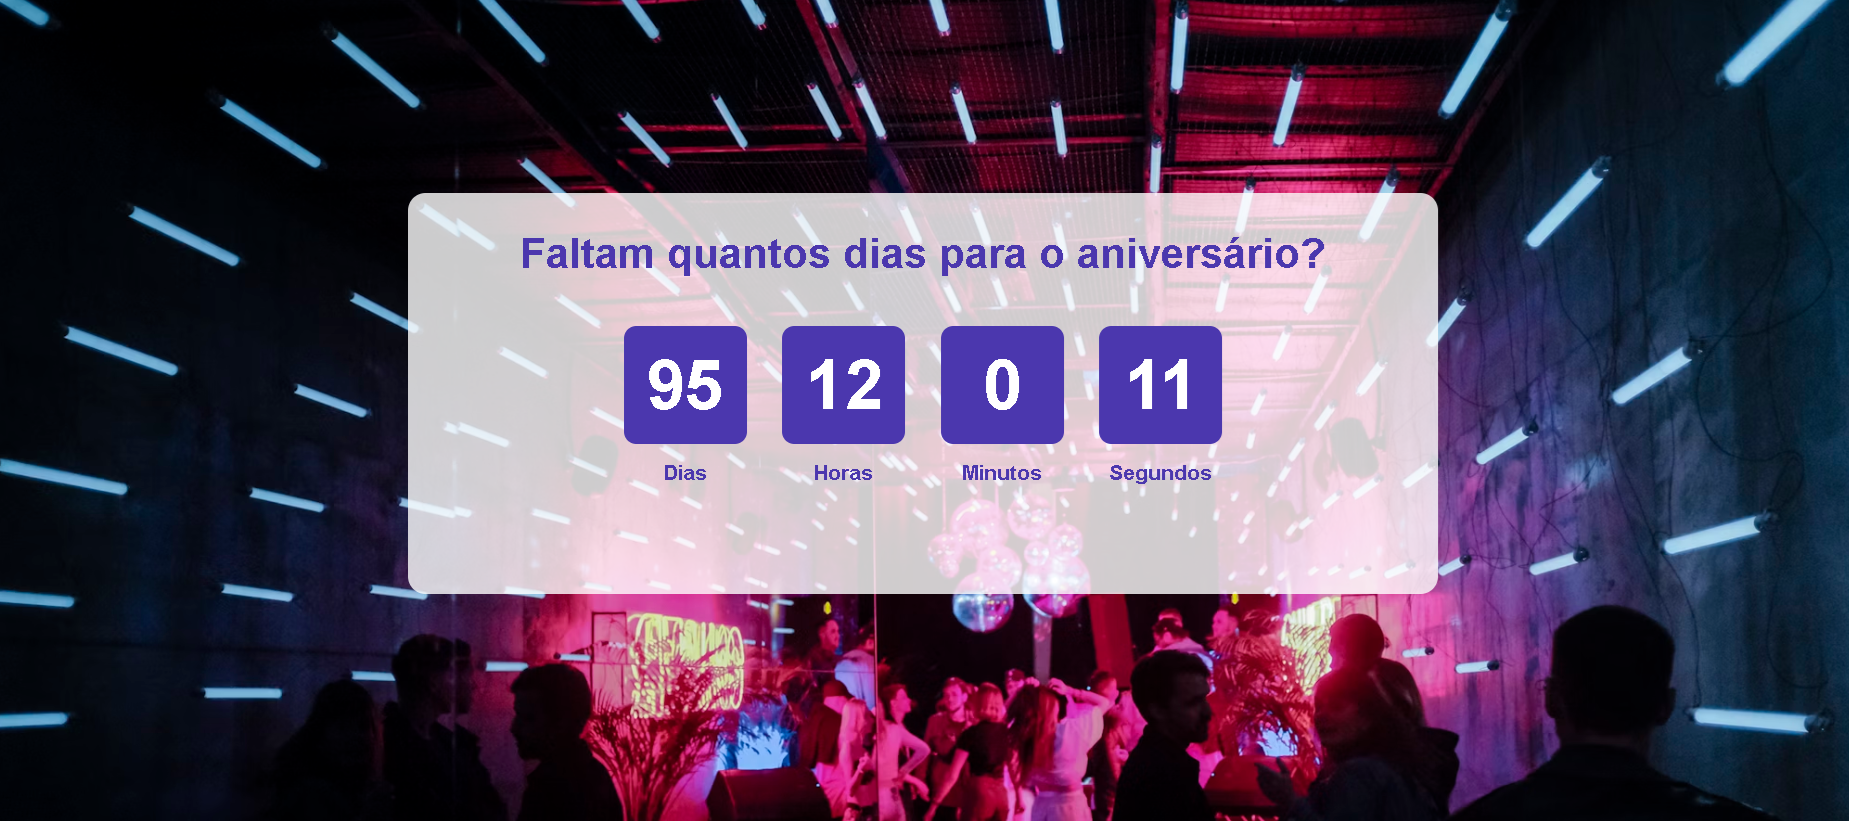 Faltam quantos dias para o aniversário?
95 12 0 11
Dias Horas Minutos Segundos